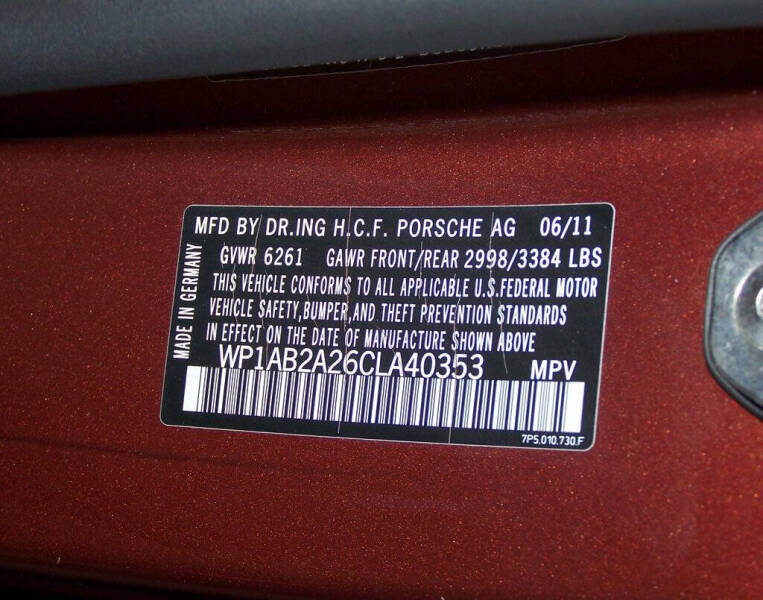 MFD BY DR.ING H.C.F. PORSCHE AG 06/11
GVWR 6261 GAWR FRONT/REAR 2998/3384 LBS
THIS VEHICLE CONFORMS TO ALL APPLICABLE U.S.FEDERAL MOTOR
VEHICLE SAFETY,BUMPER,AND THEFT PREVENTION STANDARDS
IN EFFECT ON THE DATE OF MANUFACTURE SHOWN ABOVE
WP1AB2A26CLA40353 MPV
7P5.010.730.F
MADE IN GERMANY